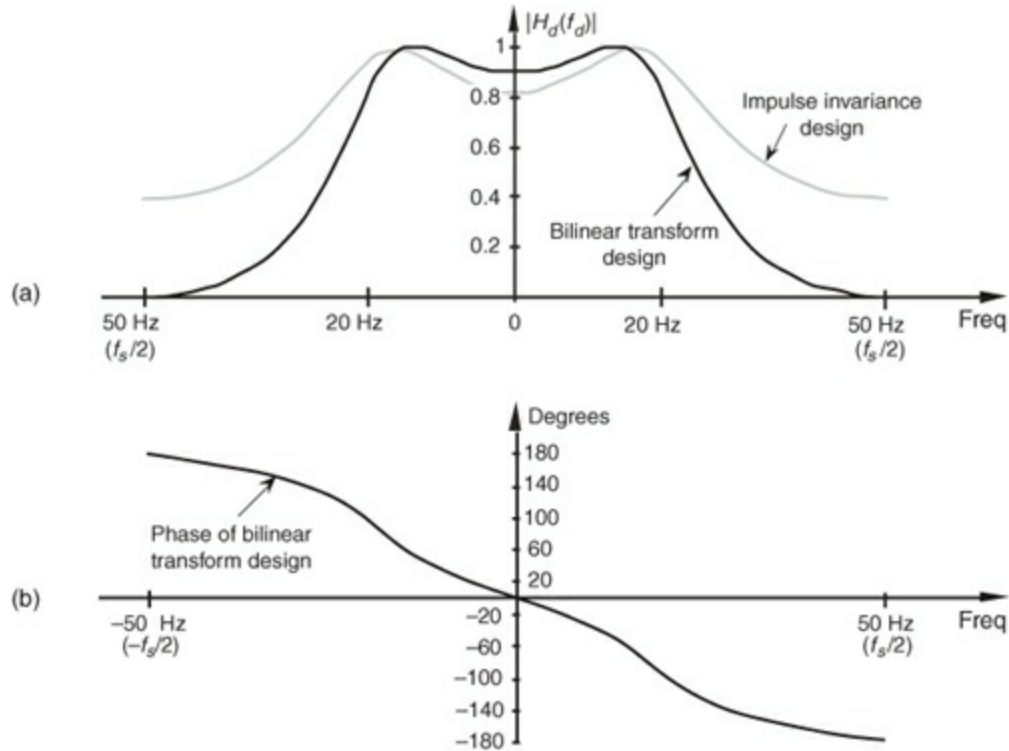 |H_d(f_d)|
1
0.8
0.6
0.4
0.2
Impulse invariance
design
Bilinear transform
design
(a)
50 Hz
(f_s/2)
20 Hz
0
20 Hz
50 Hz
(f_s/2)
Freq
Degrees
180
140
100
60
20
Phase of bilinear
transform design
(b)
–50 Hz
(–f_s/2)
–20
–60
–100
–140
–180
50 Hz
(f_s/2)
Freq